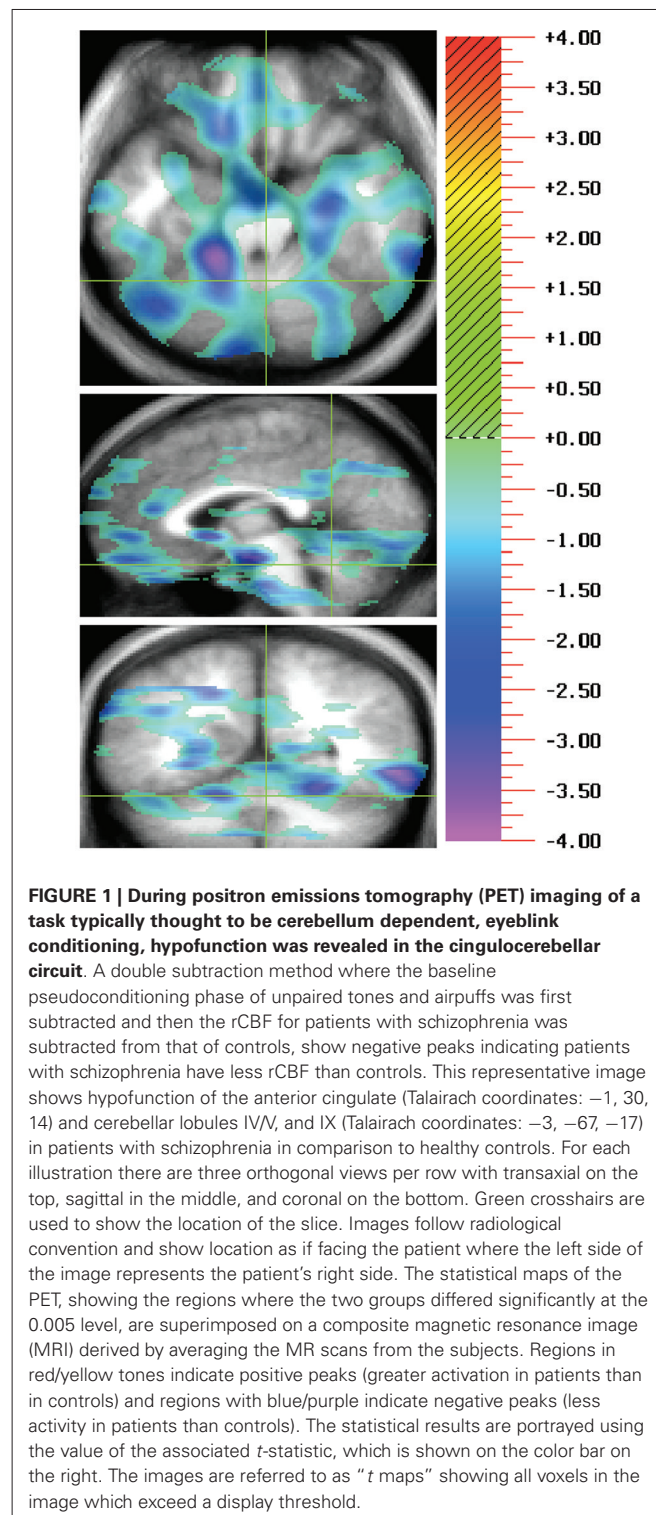 +4.00
+3.50
+3.00
+2.50
+2.00
+1.50
+1.00
+0.50
+0.00
-0.50
-1.00
-1.50
-2.00
-2.50
-3.00
-3.50
-4.00
FIGURE 1 | During positron emissions tomography (PET) imaging of a
task typically thought to be cerebellum dependent, eyeblink
conditioning, hypofunction was revealed in the cingulocerebellar
circuit. A double subtraction method where the baseline
pseudoconditioning phase of unpaired tones and airpuffs was first
subtracted and then the rCBF for patients with schizophrenia was
subtracted from that of controls, show negative peaks indicating patients
with schizophrenia have less rCBF than controls. This representative image
shows hypofunction of the anterior cingulate (Talairach coordinates: −1, 30,
14) and cerebellar lobules IV/V, and IX (Talairach coordinates: −3, −67, −17)
in patients with schizophrenia in comparison to healthy controls. For each
illustration there are three orthogonal views per row with transaxial on the
top, sagittal in the middle, and coronal on the bottom. Green crosshairs are
used to show the location of the slice. Images follow radiological
convention and show location as if facing the patient where the left side of
the image represents the patient's right side. The statistical maps of the
PET, showing the regions where the two groups differed significantly at the
0.005 level, are superimposed on a composite magnetic resonance image
(MRI) derived by averaging the MR scans from the subjects. Regions in
red/yellow tones indicate positive peaks (greater activation in patients than
in controls) and regions with blue/purple indicate negative peaks (less
activity in patients than controls). The statistical results are portrayed using
the value of the associated t-statistic, which is shown on the color bar on
the right. The images are referred to as “t maps” showing all voxels in the
image which exceed a display threshold.